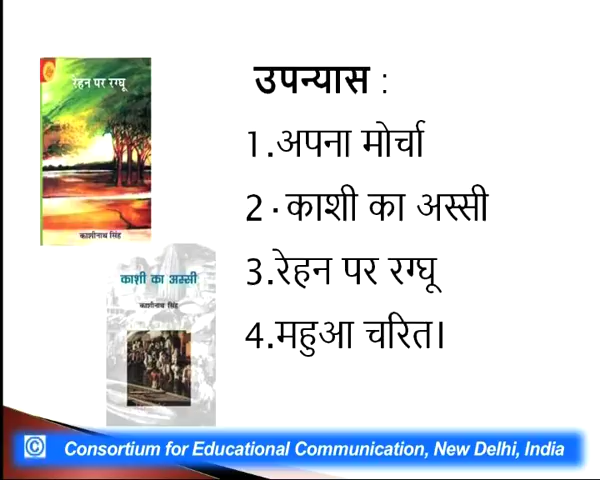 रेहन पर रग्घू
काशीनाथ सिंह
काशी का अस्सी
काशीनाथ सिंह
उपन्यास :
1.अपना मोर्चा
2.काशी का अस्सी
3.रेहन पर रग्घू
4.महुआ चरित।
© Consortium for Educational Communication, New Delhi, India